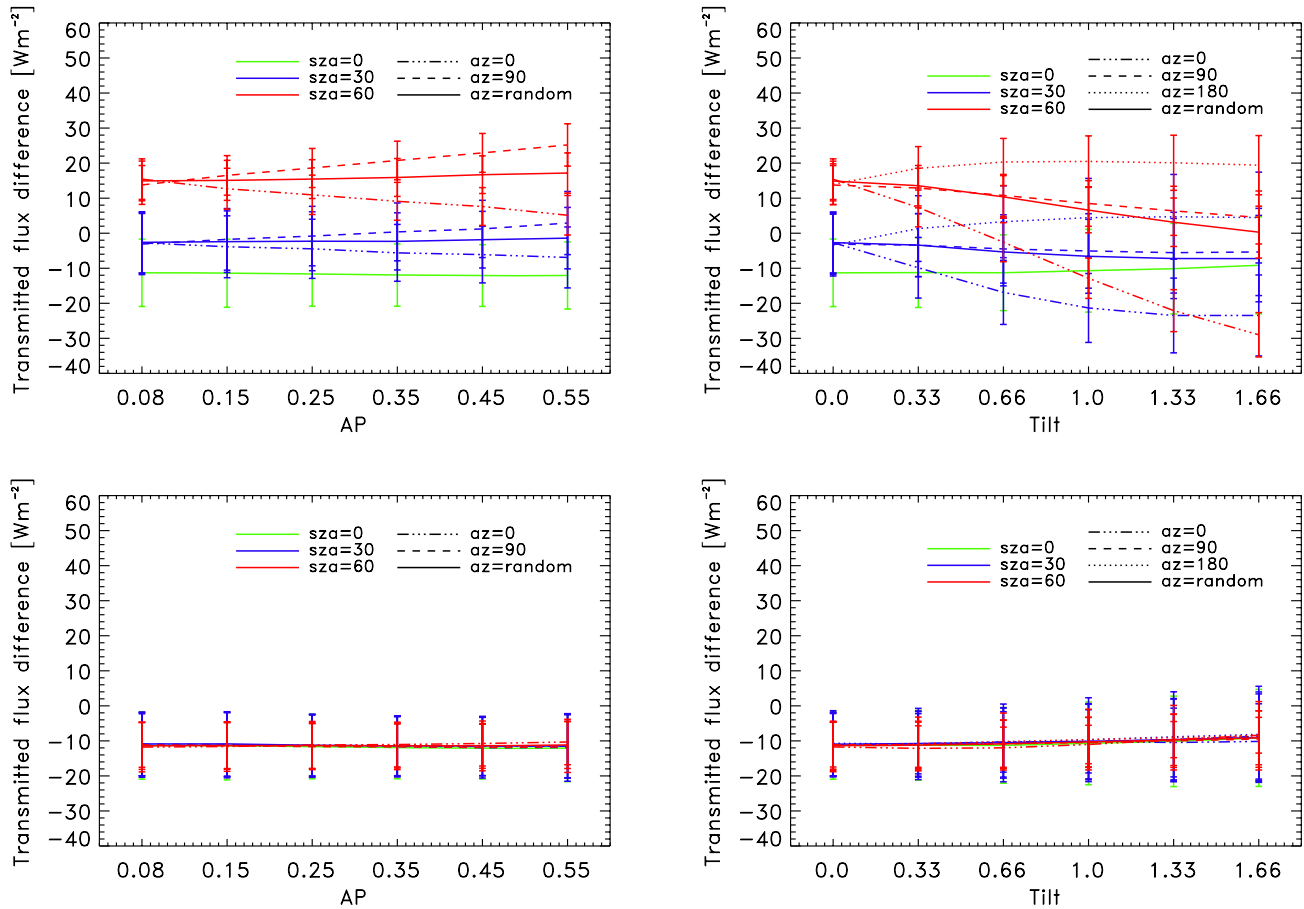 Transmitted flux difference [Wm⁻²]
60
50
40
30
20
10
0
−10
−20
−30
−40
sza=0
sza=30
sza=60
az=0
az=90
az=random
0.08 0.15 0.25 0.35 0.45 0.55
AP
Transmitted flux difference [Wm⁻²]
60
50
40
30
20
10
0
−10
−20
−30
−40
sza=0
sza=30
sza=60
az=0
az=90
az=180
az=random
0.0 0.33 0.66 1.0 1.33 1.66
Tilt
Transmitted flux difference [Wm⁻²]
60
50
40
30
20
10
0
−10
−20
−30
−40
sza=0
sza=30
sza=60
az=0
az=90
az=random
0.08 0.15 0.25 0.35 0.45 0.55
AP
Transmitted flux difference [Wm⁻²]
60
50
40
30
20
10
0
−10
−20
−30
−40
sza=0
sza=30
sza=60
az=0
az=90
az=180
az=random
0.0 0.33 0.66 1.0 1.33 1.66
Tilt